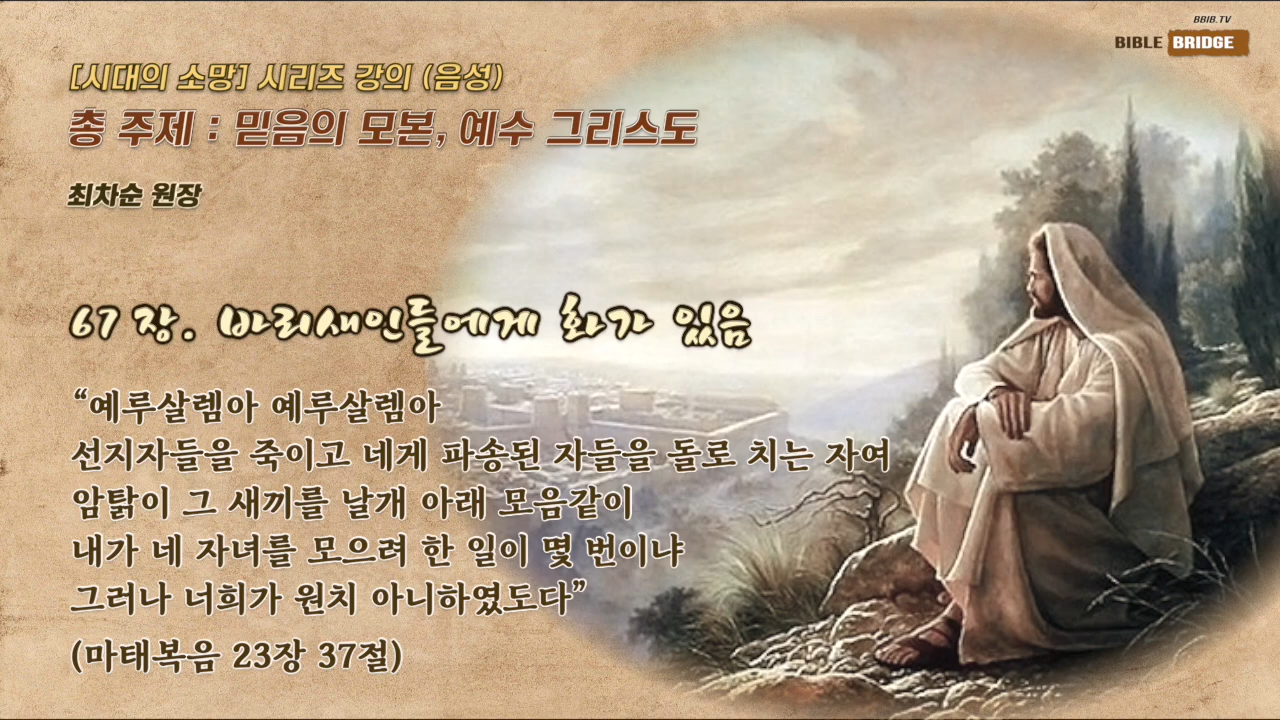 BBIB.TV
BIBLE BRIDGE
[시대의 소망] 시리즈 강의 (음성)
총 주제 : 믿음의 모본, 예수 그리스도
최차순 원장
67장. 바리새인들에게 화가 있음
“예루살렘아 예루살렘아
선지자들을 죽이고 네게 파송된 자들을 돌로 치는 자여
암탉이 그 새끼를 날개 아래 모음같이
내가 네 자녀를 모으려 한 일이 몇 번이냐
그러나 너희가 원치 아니하였도다”
(마태복음 23장 37절)